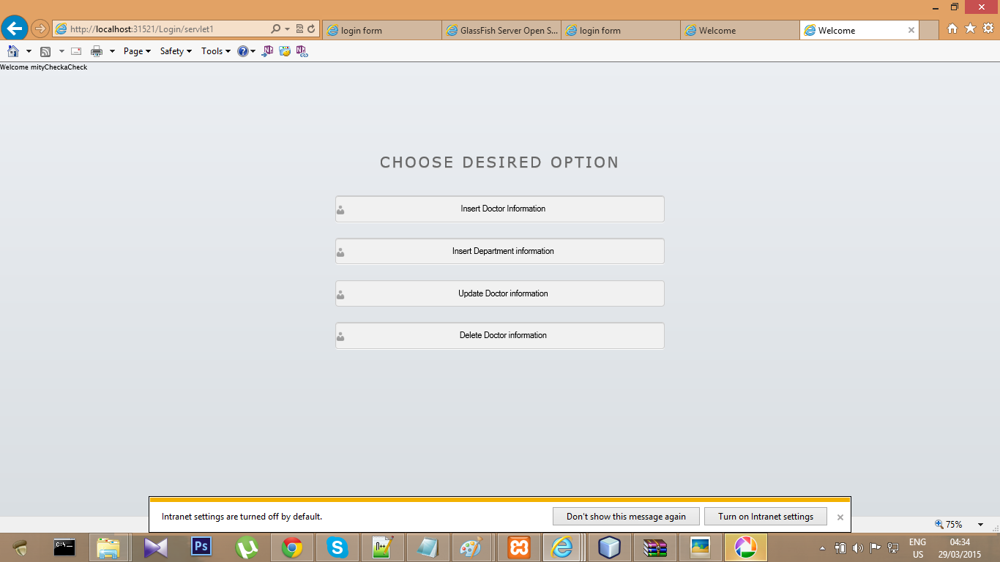 http://localhost:31521/Login/servlet1
login form
GlassFish Server Open S...
login form
Welcome
Welcome
Page
Safety
Tools
Welcome mityCheckaCheck
CHOOSE DESIRED OPTION
Insert Doctor Information
Insert Department information
Update Doctor information
Delete Doctor information
Intranet settings are turned off by default.
Don't show this message again
Turn on Intranet settings
75%
C:\_
Ps
ENG
US
04:34
29/03/2015